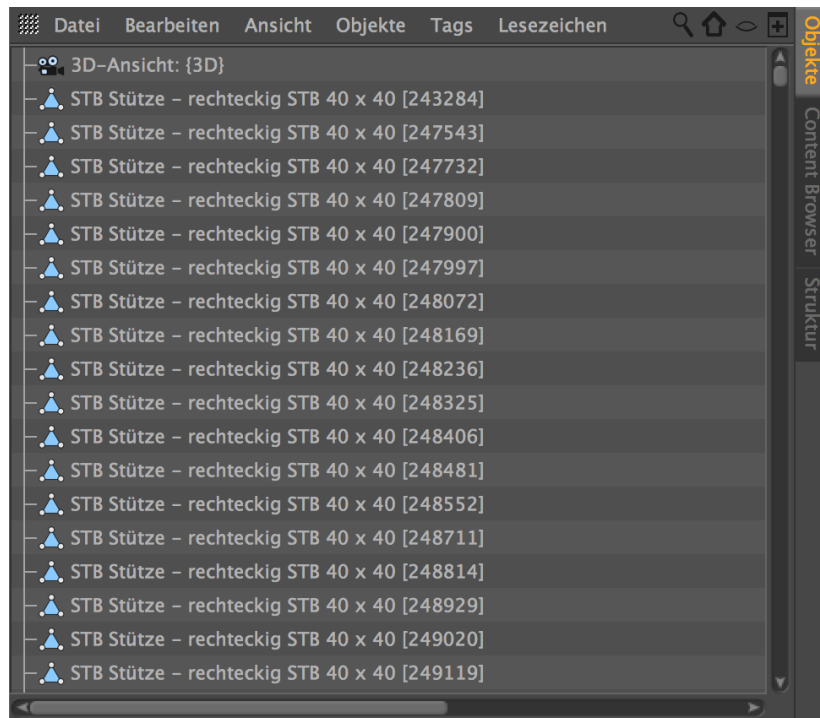 Datei Bearbeiten Ansicht Objekte Tags Lesezeichen
3D-Ansicht: {3D}
STB Stütze – rechteckig STB 40 x 40 [243284]
STB Stütze – rechteckig STB 40 x 40 [247543]
STB Stütze – rechteckig STB 40 x 40 [247732]
STB Stütze – rechteckig STB 40 x 40 [247809]
STB Stütze – rechteckig STB 40 x 40 [247900]
STB Stütze – rechteckig STB 40 x 40 [247997]
STB Stütze – rechteckig STB 40 x 40 [248072]
STB Stütze – rechteckig STB 40 x 40 [248169]
STB Stütze – rechteckig STB 40 x 40 [248236]
STB Stütze – rechteckig STB 40 x 40 [248325]
STB Stütze – rechteckig STB 40 x 40 [248406]
STB Stütze – rechteckig STB 40 x 40 [248481]
STB Stütze – rechteckig STB 40 x 40 [248552]
STB Stütze – rechteckig STB 40 x 40 [248711]
STB Stütze – rechteckig STB 40 x 40 [248814]
STB Stütze – rechteckig STB 40 x 40 [248929]
STB Stütze – rechteckig STB 40 x 40 [249020]
STB Stütze – rechteckig STB 40 x 40 [249119]
Objekte
Content Browser
Struktur